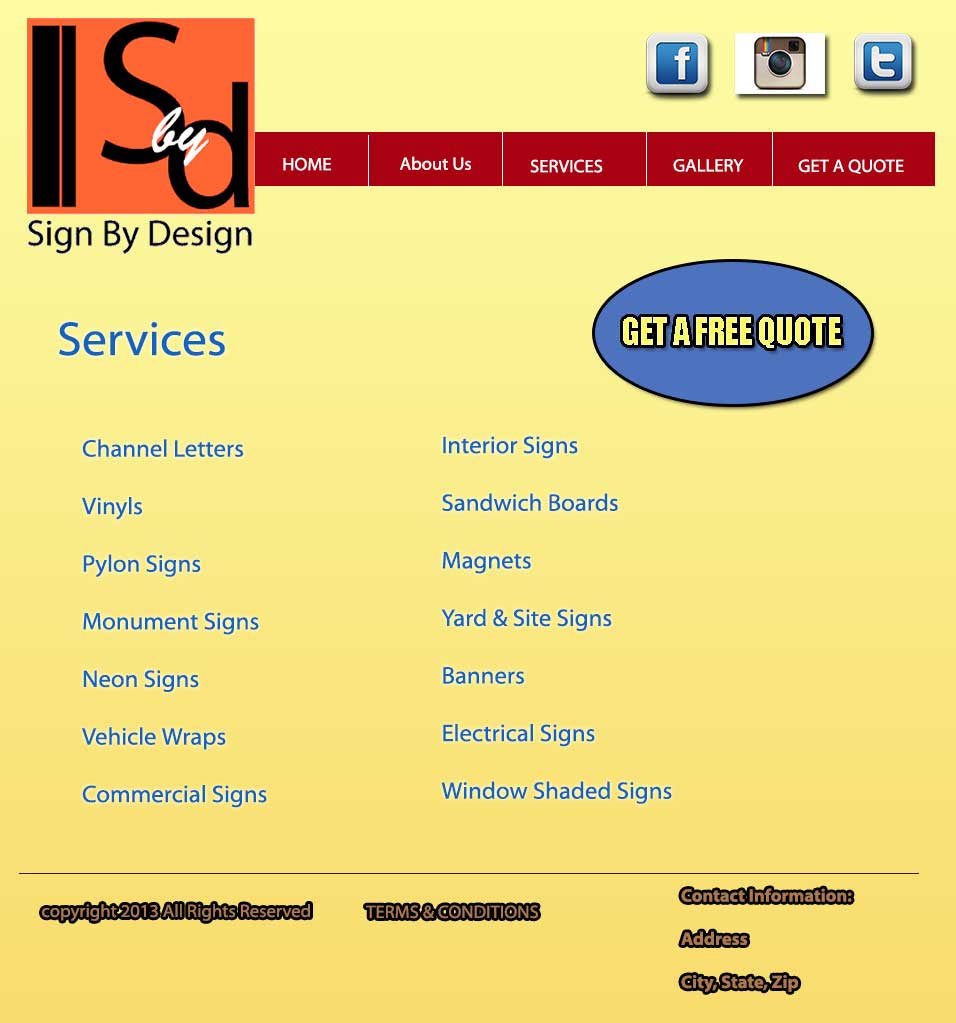 S by d
Sign By Design
HOME
About Us
SERVICES
GALLERY
GET A QUOTE
Services
GET A FREE QUOTE
Channel Letters
Vinyls
Pylon Signs
Monument Signs
Neon Signs
Vehicle Wraps
Commercial Signs
Interior Signs
Sandwich Boards
Magnets
Yard & Site Signs
Banners
Electrical Signs
Window Shaded Signs
copyright 2013 All Rights Reserved
TERMS & CONDITIONS
Contact Information:
Address
City, State, Zip